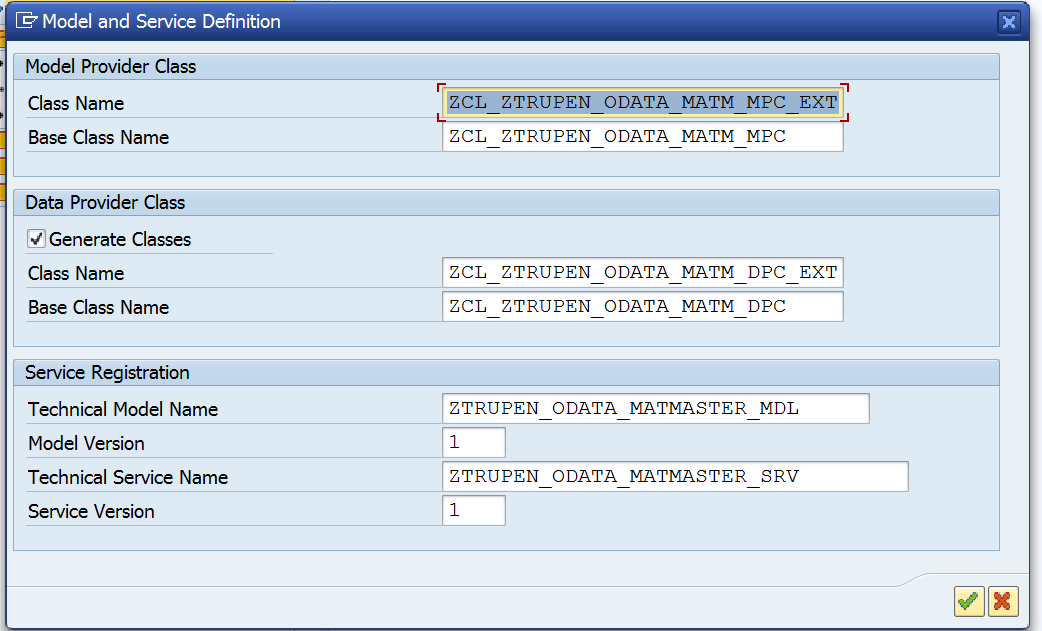 Model and Service Definition
Model Provider Class
Class Name ZCL_ZTRUPEN_ODATA_MATM_MPC_EXT
Base Class Name ZCL_ZTRUPEN_ODATA_MATM_MPC
Data Provider Class
Generate Classes
Class Name ZCL_ZTRUPEN_ODATA_MATM_DPC_EXT
Base Class Name ZCL_ZTRUPEN_ODATA_MATM_DPC
Service Registration
Technical Model Name ZTRUPEN_ODATA_MATMASTER_MDL
Model Version 1
Technical Service Name ZTRUPEN_ODATA_MATMASTER_SRV
Service Version 1